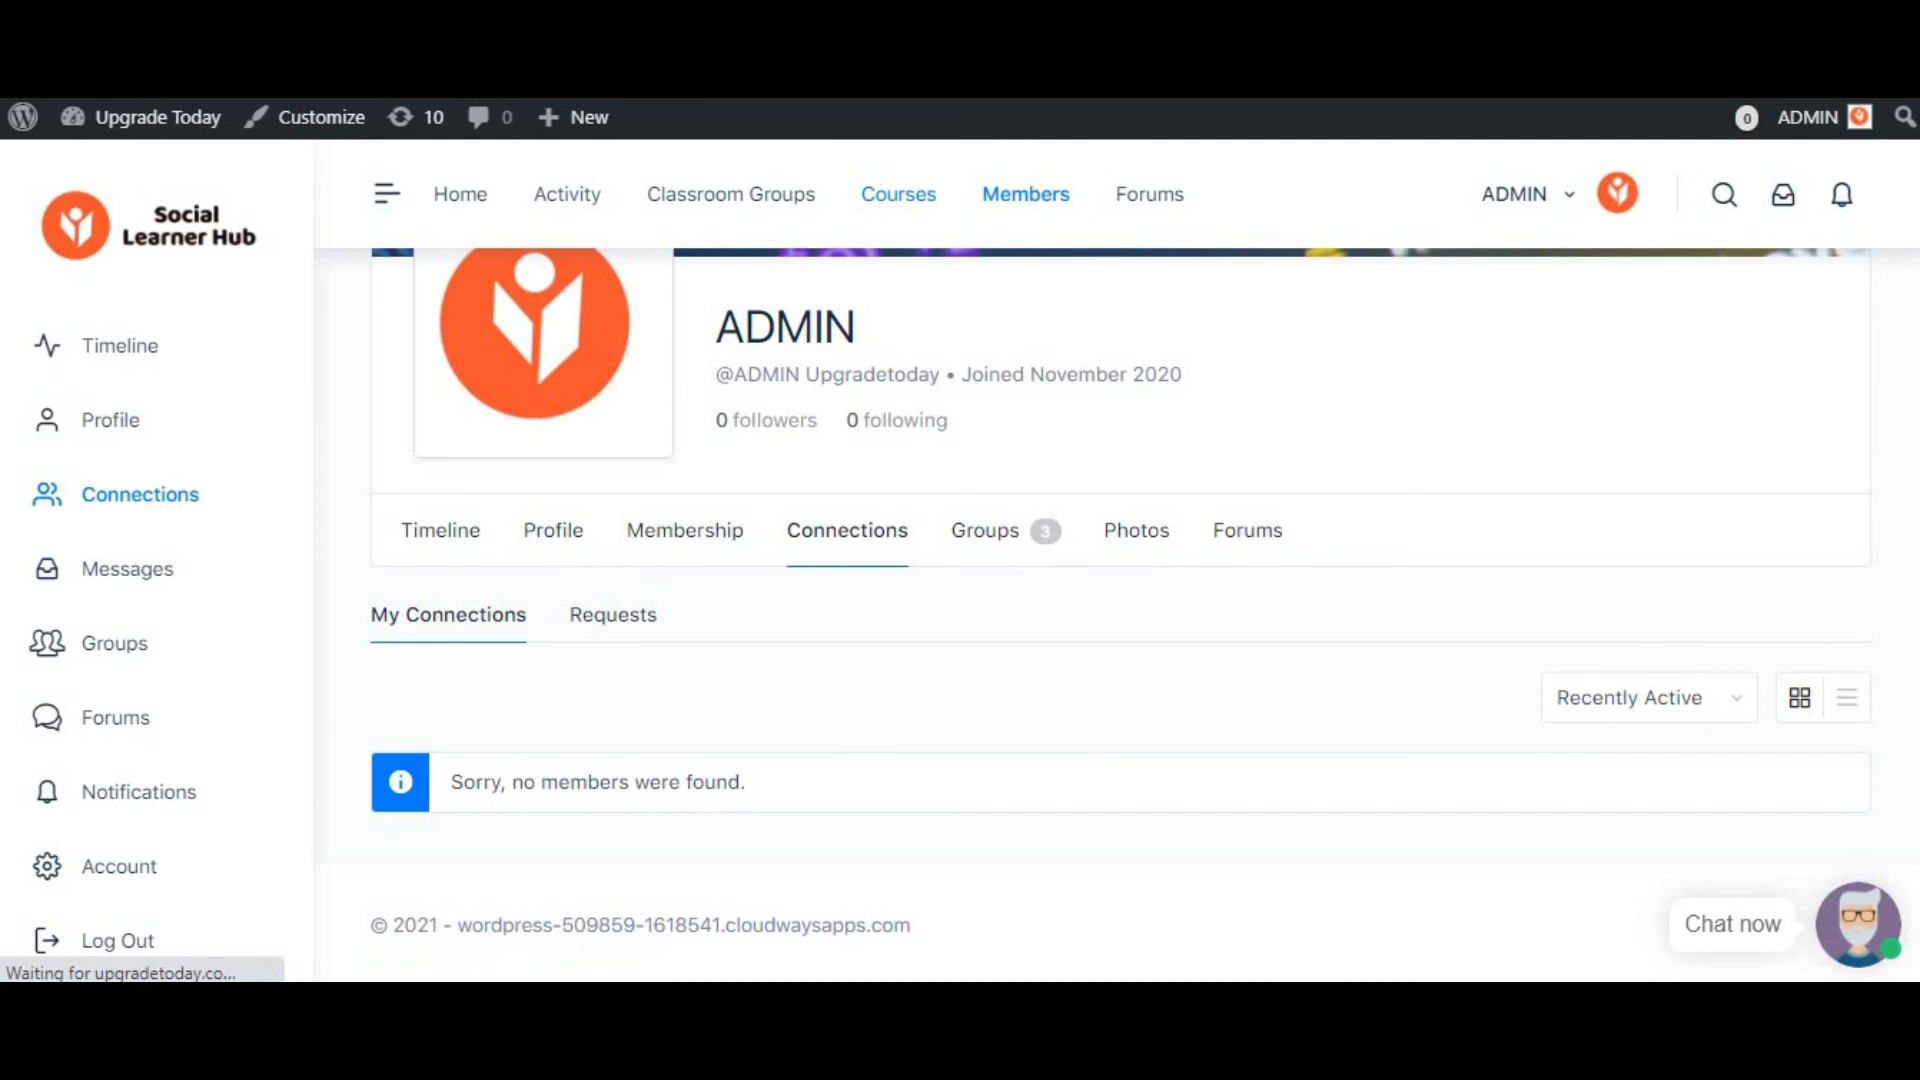 Upgrade Today Customize 10 0 New 0 ADMIN
Social
Learner Hub
Home Activity Classroom Groups Courses Members Forums ADMIN
Timeline
Profile
Connections
Messages
Groups
Forums
Notifications
Account
Log Out
Waiting for upgradetoday.co...
ADMIN
@ADMIN Upgradetoday • Joined November 2020
0 followers 0 following
Timeline Profile Membership Connections Groups 3 Photos Forums
My Connections Requests
Recently Active
Sorry, no members were found.
© 2021 - wordpress-509859-1618541.cloudwaysapps.com
Chat now